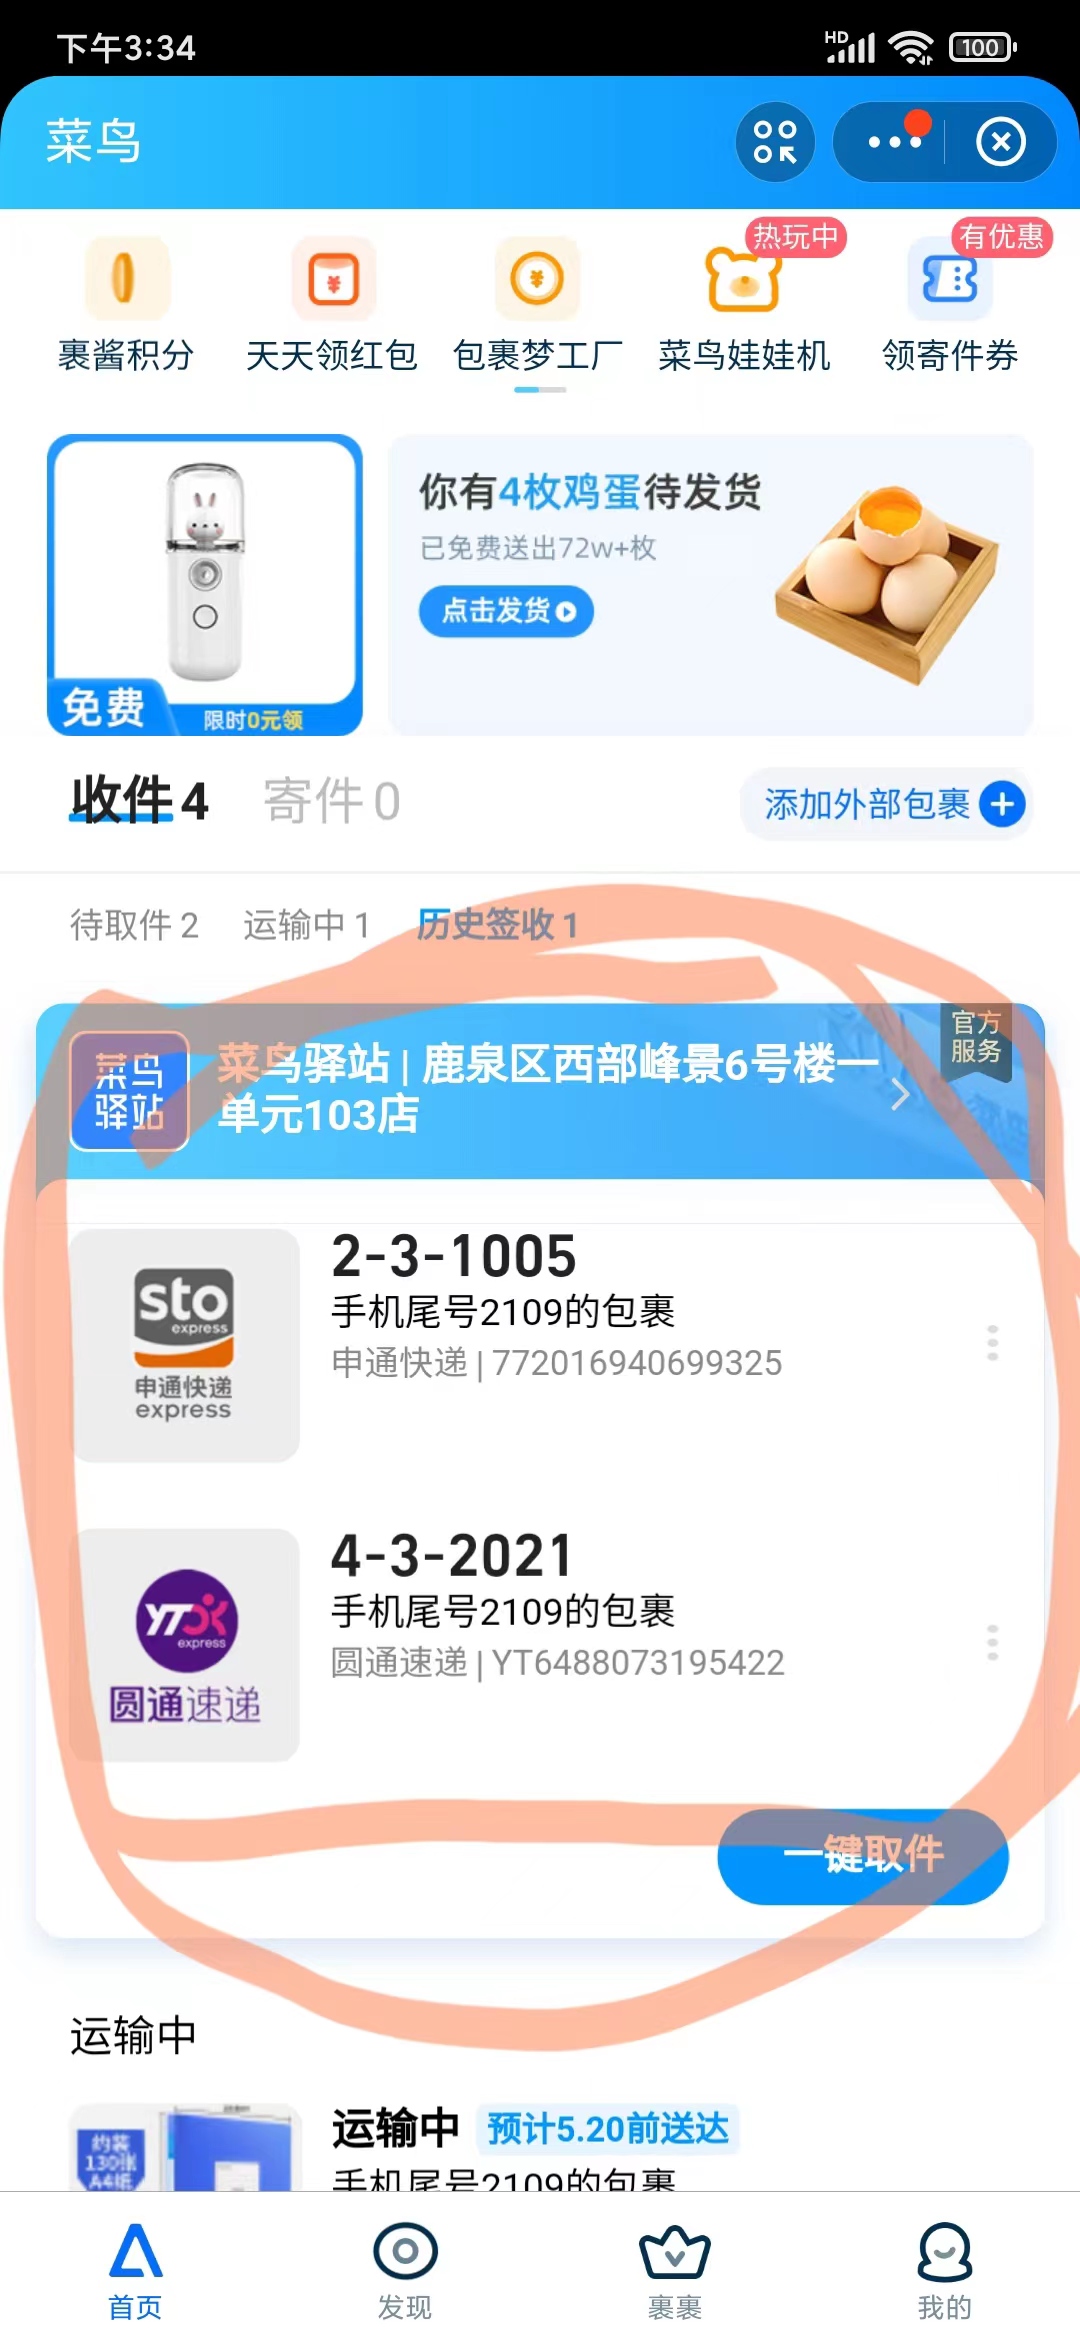 下午3:34
HD
100
菜鸟
热玩中
有优惠
裹酱积分
天天领红包
包裹梦工厂
菜鸟娃娃机
领寄件券
你有4枚鸡蛋待发货
已免费送出72w+枚
点击发货
免费
限时0元领
收件4
寄件0
添加外部包裹
待取件 2
运输中 1
历史签收 1
菜鸟
驿站
菜鸟驿站 | 鹿泉区西部峰景6号楼一
单元103店
官方
服务
2-3-1005
手机尾号2109的包裹
申通快递 | 772016940699325
sto
express
申通快递
express
4-3-2021
手机尾号2109的包裹
圆通速递 | YT6488073195422
YTO
express
圆通速递
一键取件
运输中
运输中
预计5.20前送达
手机尾号2109的包裹
约装
130张
A4纸
首页
发现
裹裹
我的